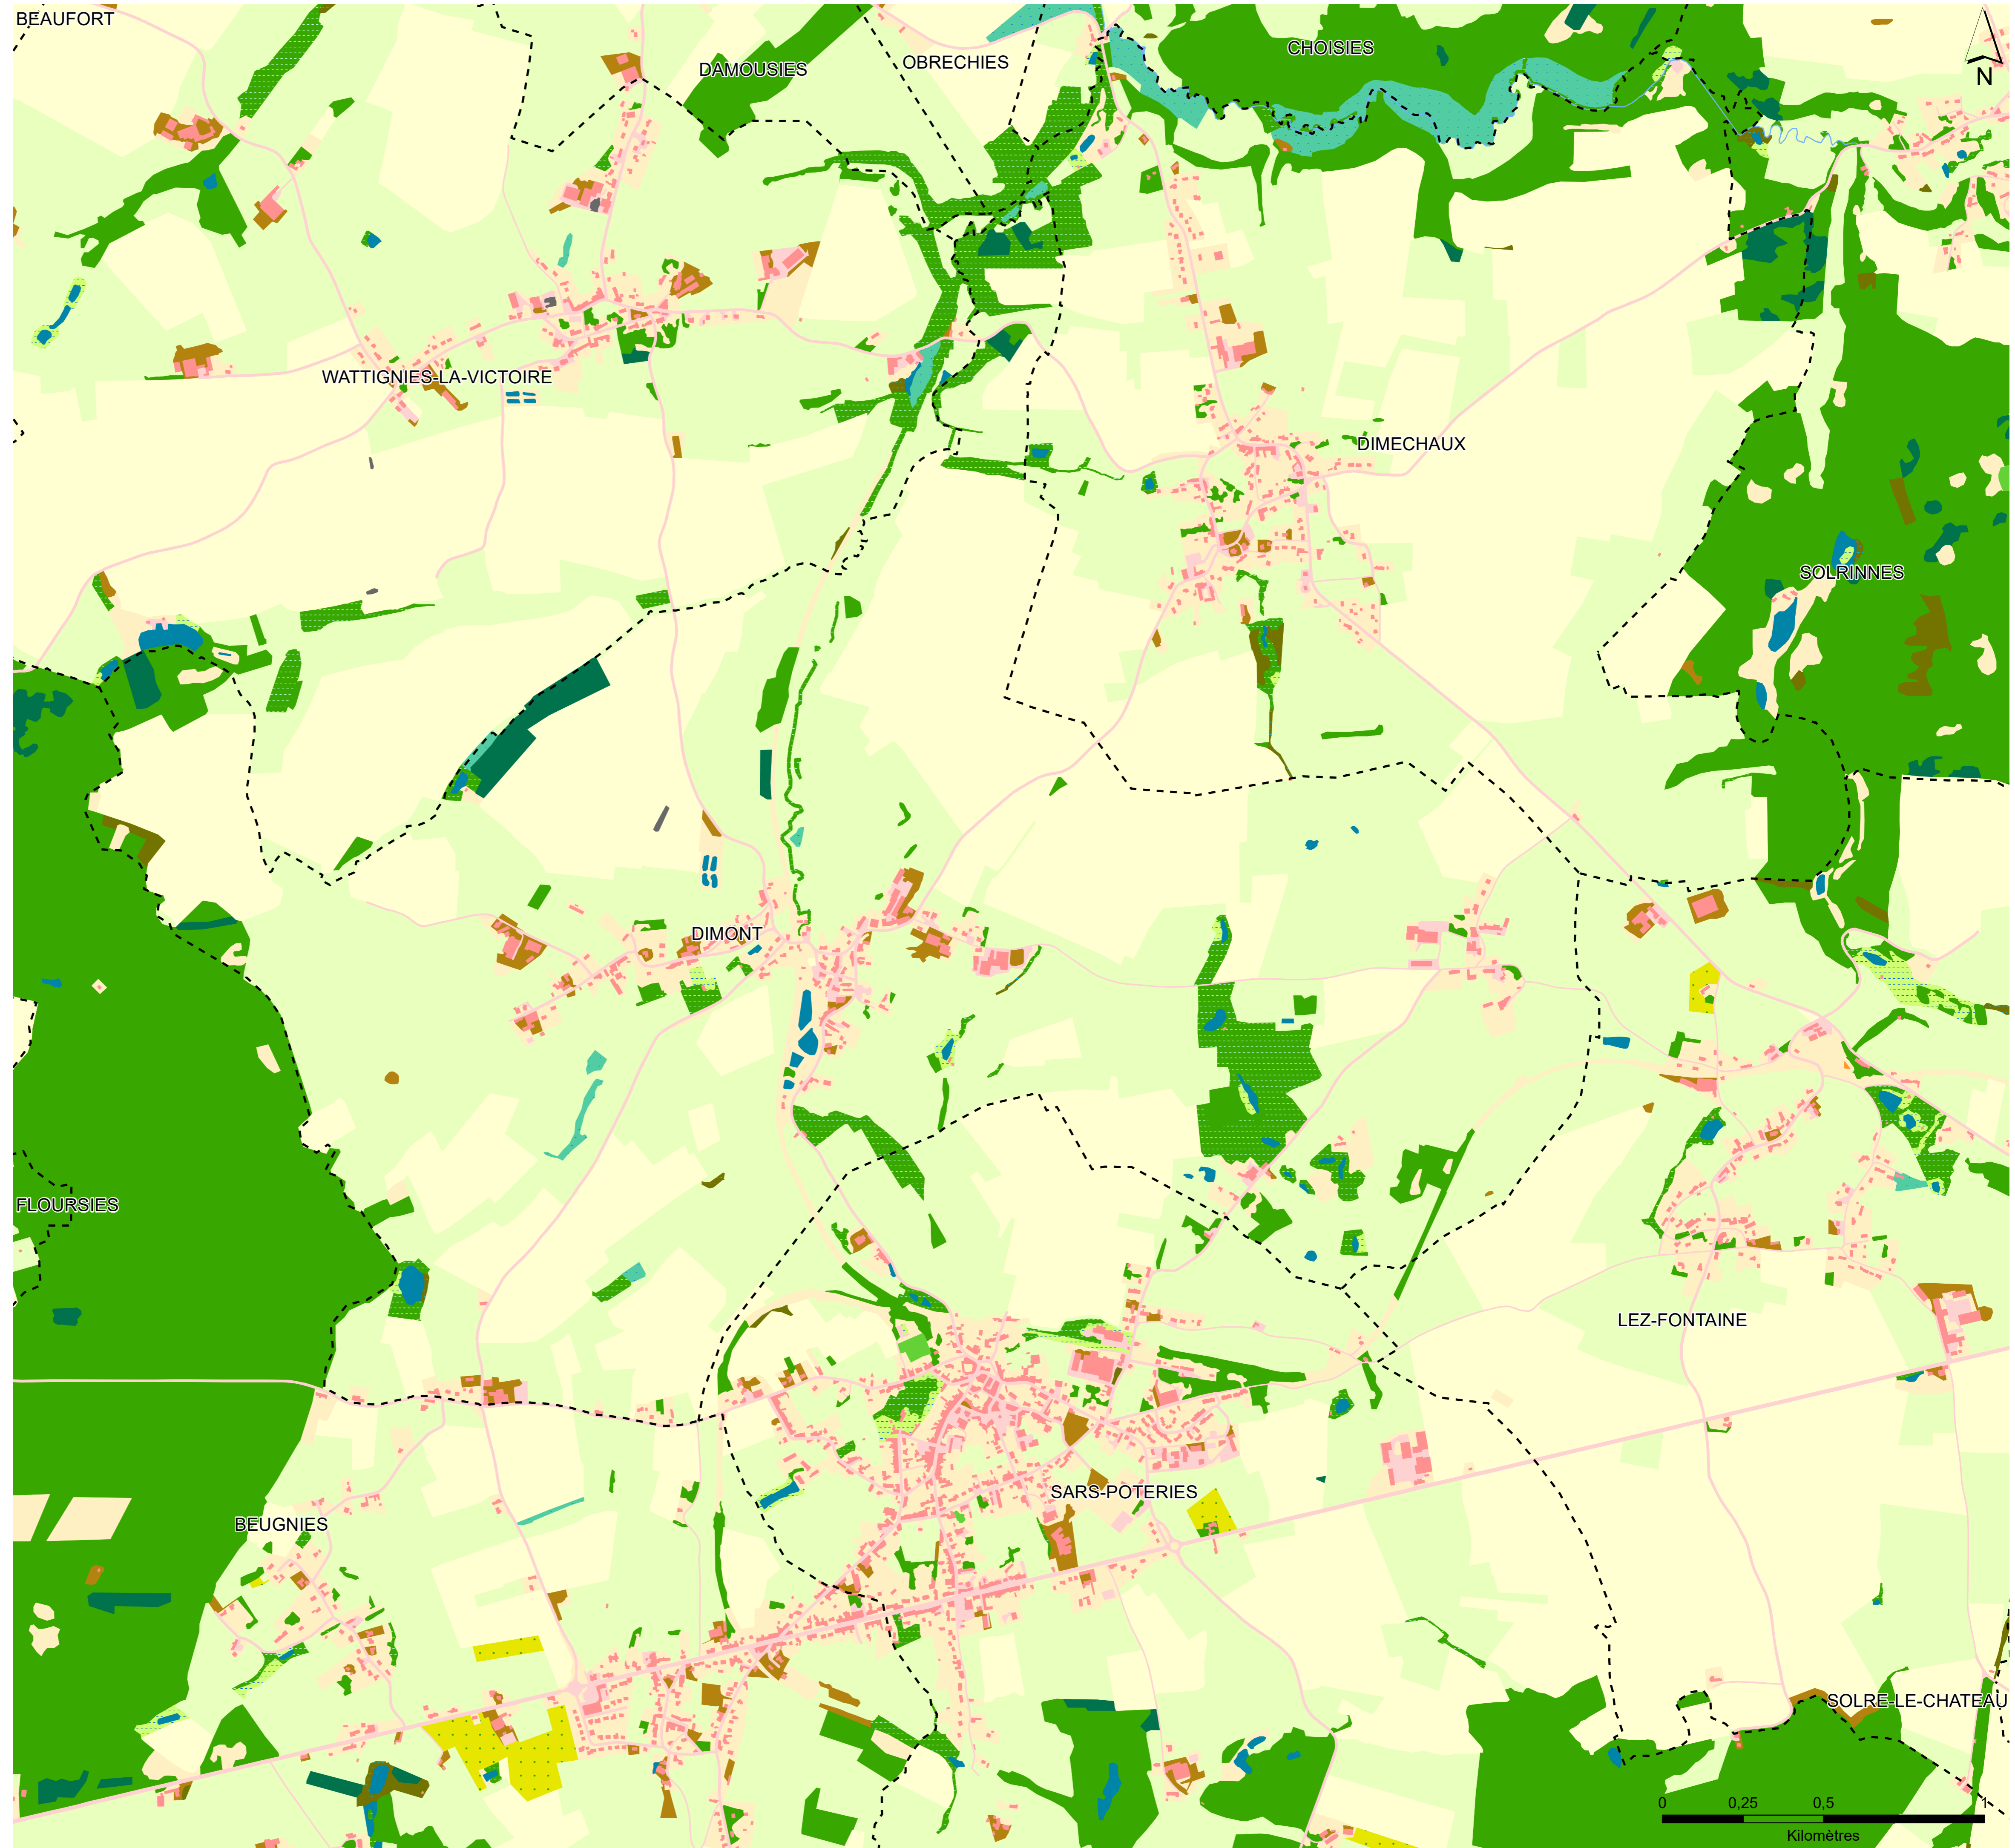 BEAUFORT
CHOISIES
OBRECHIES
DAMOUSIES
N
WATTIGNIES-LA-VICTOIRE
DIMECHAUX
SOLRINNES
DIMONT
FLOURSIES
LEZ-FONTAINE
SARS-POTERIES
BEUGNIES
SOLRE-LE-CHATEAU
0 0,25 0,5 1
Kilomètres